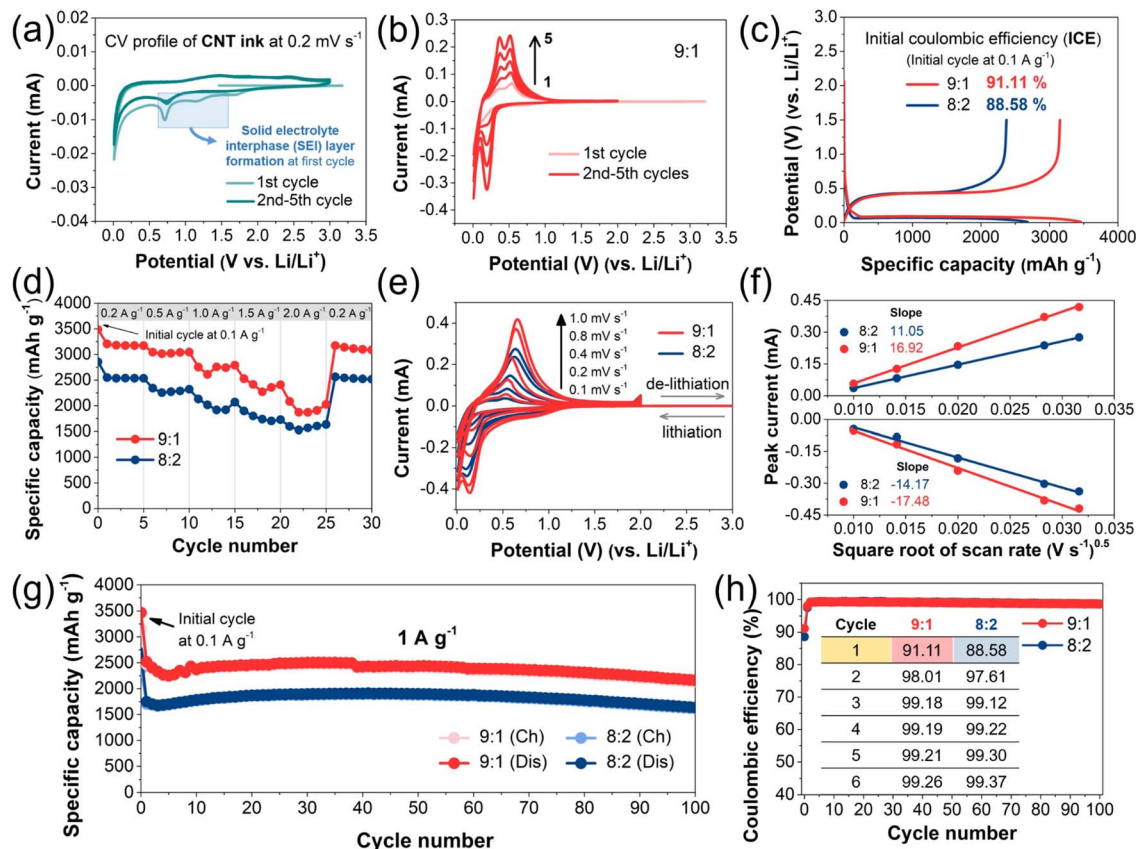 (a)
CV profile of CNT ink at 0.2 mV s⁻¹
0.02
0.01
0.00
-0.01
-0.02
-0.03
-0.04
Current (mA)
Solid electrolyte
interphase (SEI) layer
formation at first cycle
1st cycle
2nd-5th cycle
0.0 0.5 1.0 1.5 2.0 2.5 3.0 3.5
Potential (V vs. Li/Li⁺)
(b)
0.3
0.2
0.1
0.0
-0.1
-0.2
-0.3
-0.4
Current (mA)
5
1
9:1
1st cycle
2nd-5th cycles
0.0 0.5 1.0 1.5 2.0 2.5 3.0 3.5
Potential (V) (vs. Li/Li⁺)
(c)
3.0
2.5
2.0
1.5
1.0
0.5
0.0
Potential (V) (vs. Li/Li⁺)
Initial coulombic efficiency (ICE)
(Initial cycle at 0.1 A g⁻¹)
9:1 91.11 %
8:2 88.58 %
0 1000 2000 3000 4000
Specific capacity (mAh g⁻¹)
(d)
4000
3500
3000
2500
2000
1500
1000
500
0
Specific capacity (mAh g⁻¹)
0.2 A g⁻¹ 0.5 A g⁻¹ 1.0 A g⁻¹ 1.5 A g⁻¹ 2.0 A g⁻¹
Initial cycle at 0.1 A g⁻¹
9:1
8:2
0 5 10 15 20 25 30
Cycle number
(e)
0.4
0.2
0.0
-0.2
-0.4
Current (mA)
1.0 mV s⁻¹
0.8 mV s⁻¹
0.4 mV s⁻¹
0.2 mV s⁻¹
0.1 mV s⁻¹
9:1
8:2
de-lithiation
lithiation
0.0 0.5 1.0 1.5 2.0 2.5 3.0
Potential (V) (vs. Li/Li⁺)
(f)
0.45
0.30
0.15
0.00
Peak current (mA)
Slope
8:2 11.05
9:1 16.92
0.010 0.015 0.020 0.025 0.030 0.035
0.00
-0.15
-0.30
-0.45
Slope
8:2 -14.17
9:1 -17.48
0.010 0.015 0.020 0.025 0.030 0.035
Square root of scan rate (V s⁻¹)⁰·⁵
(g)
4000
3500
3000
2500
2000
1500
1000
500
0
Specific capacity (mAh g⁻¹)
Initial cycle
at 0.1 A g⁻¹
1 A g⁻¹
9:1 (Ch) 8:2 (Ch)
9:1 (Dis) 8:2 (Dis)
0 10 20 30 40 50 60 70 80 90 100
Cycle number
(h)
100
90
80
70
60
50
40
Coulombic efficiency (%)
9:1
8:2
Cycle 9:1 8:2
1 91.11 88.58
2 98.01 97.61
3 99.18 99.12
4 99.19 99.22
5 99.21 99.30
6 99.26 99.37
0 10 20 30 40 50 60 70 80 90 100
Cycle number